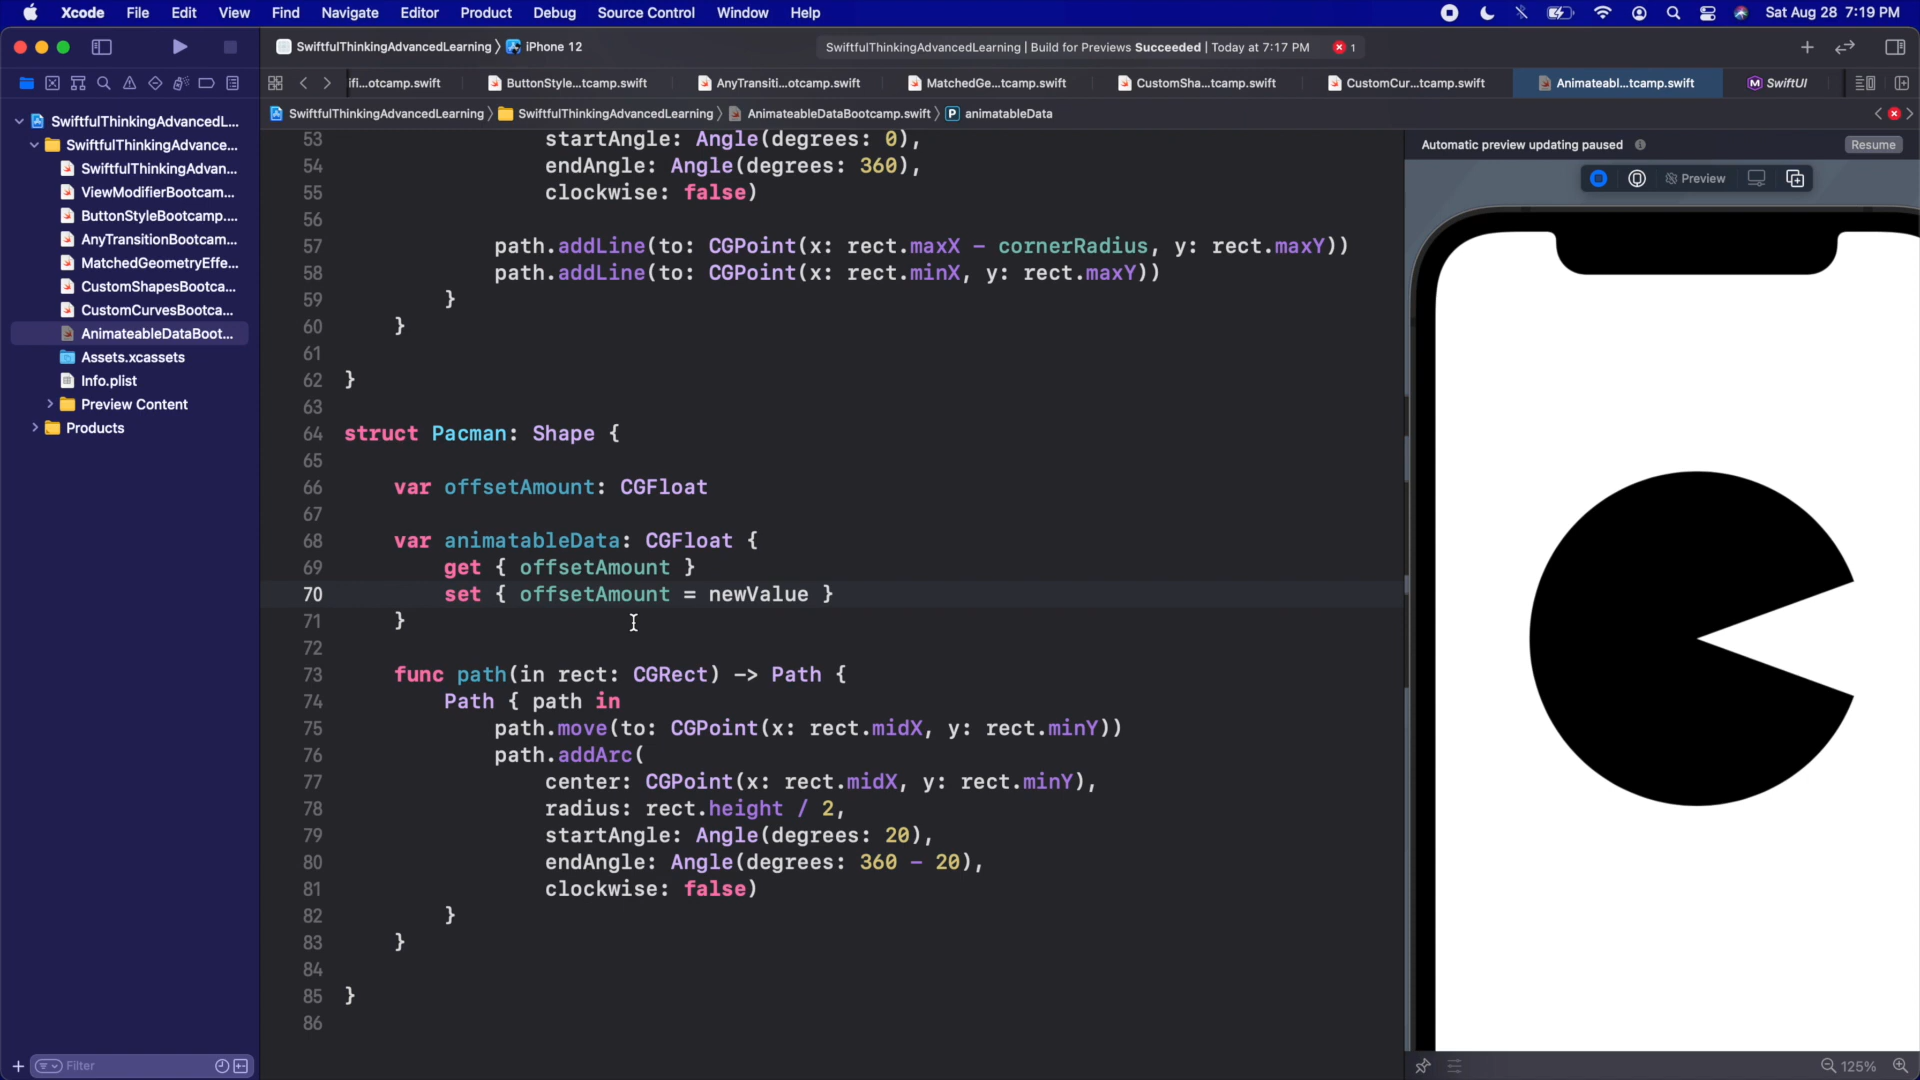 Xcode File Edit View Find Navigate Editor Product Debug Source Control Window Help Sat Aug 28 7:19 PM
SwiftfulThinkingAdvancedLearning ⟩ iPhone 12 SwiftfulThinkingAdvancedLearning | Build for Previews Succeeded | Today at 7:17 PM 1
ifi...otcamp.swift ButtonStyle...tcamp.swift AnyTransiti...otcamp.swift MatchedGe...tcamp.swift CustomSha...tcamp.swift CustomCur...tcamp.swift Animateabl...tcamp.swift SwiftUI
SwiftfulThinkingAdvancedLearning ⟩ SwiftfulThinkingAdvancedLearning ⟩ AnimateableDataBootcamp.swift ⟩ P animatableData
SwiftfulThinkingAdvancedL...
SwiftfulThinkingAdvance...
SwiftfulThinkingAdvan...
ViewModifierBootcam...
ButtonStyleBootcamp....
AnyTransitionBootcam...
MatchedGeometryEffe...
CustomShapesBootca...
CustomCurvesBootca...
AnimateableDataBoot...
Assets.xcassets
Info.plist
Preview Content
Products
Filter
53 startAngle: Angle(degrees: 0),
54 endAngle: Angle(degrees: 360),
55 clockwise: false)
56
57 path.addLine(to: CGPoint(x: rect.maxX - cornerRadius, y: rect.maxY))
58 path.addLine(to: CGPoint(x: rect.minX, y: rect.maxY))
59 }
60 }
61
62 }
63
64 struct Pacman: Shape {
65
66 var offsetAmount: CGFloat
67
68 var animatableData: CGFloat {
69 get { offsetAmount }
70 set { offsetAmount = newValue }
71 }
72
73 func path(in rect: CGRect) -> Path {
74 Path { path in
75 path.move(to: CGPoint(x: rect.midX, y: rect.minY))
76 path.addArc(
77 center: CGPoint(x: rect.midX, y: rect.minY),
78 radius: rect.height / 2,
79 startAngle: Angle(degrees: 20),
80 endAngle: Angle(degrees: 360 - 20),
81 clockwise: false)
82 }
83 }
84
85 }
86
Automatic preview updating paused Resume
Preview
125%